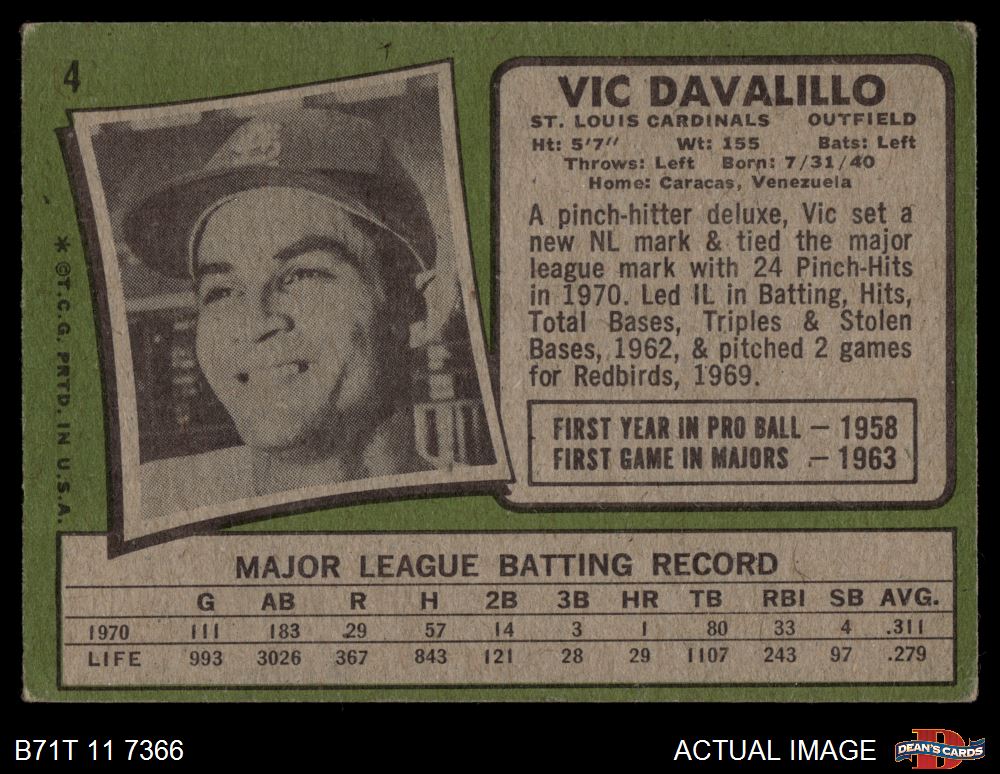 4
VIC DAVALILLO
ST. LOUIS CARDINALS OUTFIELD
Ht: 5'7" Wt: 155 Bats: Left
Throws: Left Born: 7/31/40
Home: Caracas, Venezuela
A pinch-hitter deluxe, Vic set a
new NL mark & tied the major
league mark with 24 Pinch-Hits
in 1970. Led IL in Batting, Hits,
Total Bases, Triples & Stolen
Bases, 1962, & pitched 2 games
for Redbirds, 1969.
FIRST YEAR IN PRO BALL – 1958
FIRST GAME IN MAJORS – 1963
* ©T.C.G. PRTD. IN U.S.A.
MAJOR LEAGUE BATTING RECORD
G AB R H 2B 3B HR TB RBI SB AVG.
1970 111 183 29 57 14 3 1 80 33 4 .311
LIFE 993 3026 367 843 121 28 29 1107 243 97 .279
B71T 11 7366
ACTUAL IMAGE
D
DEAN'S CARDS